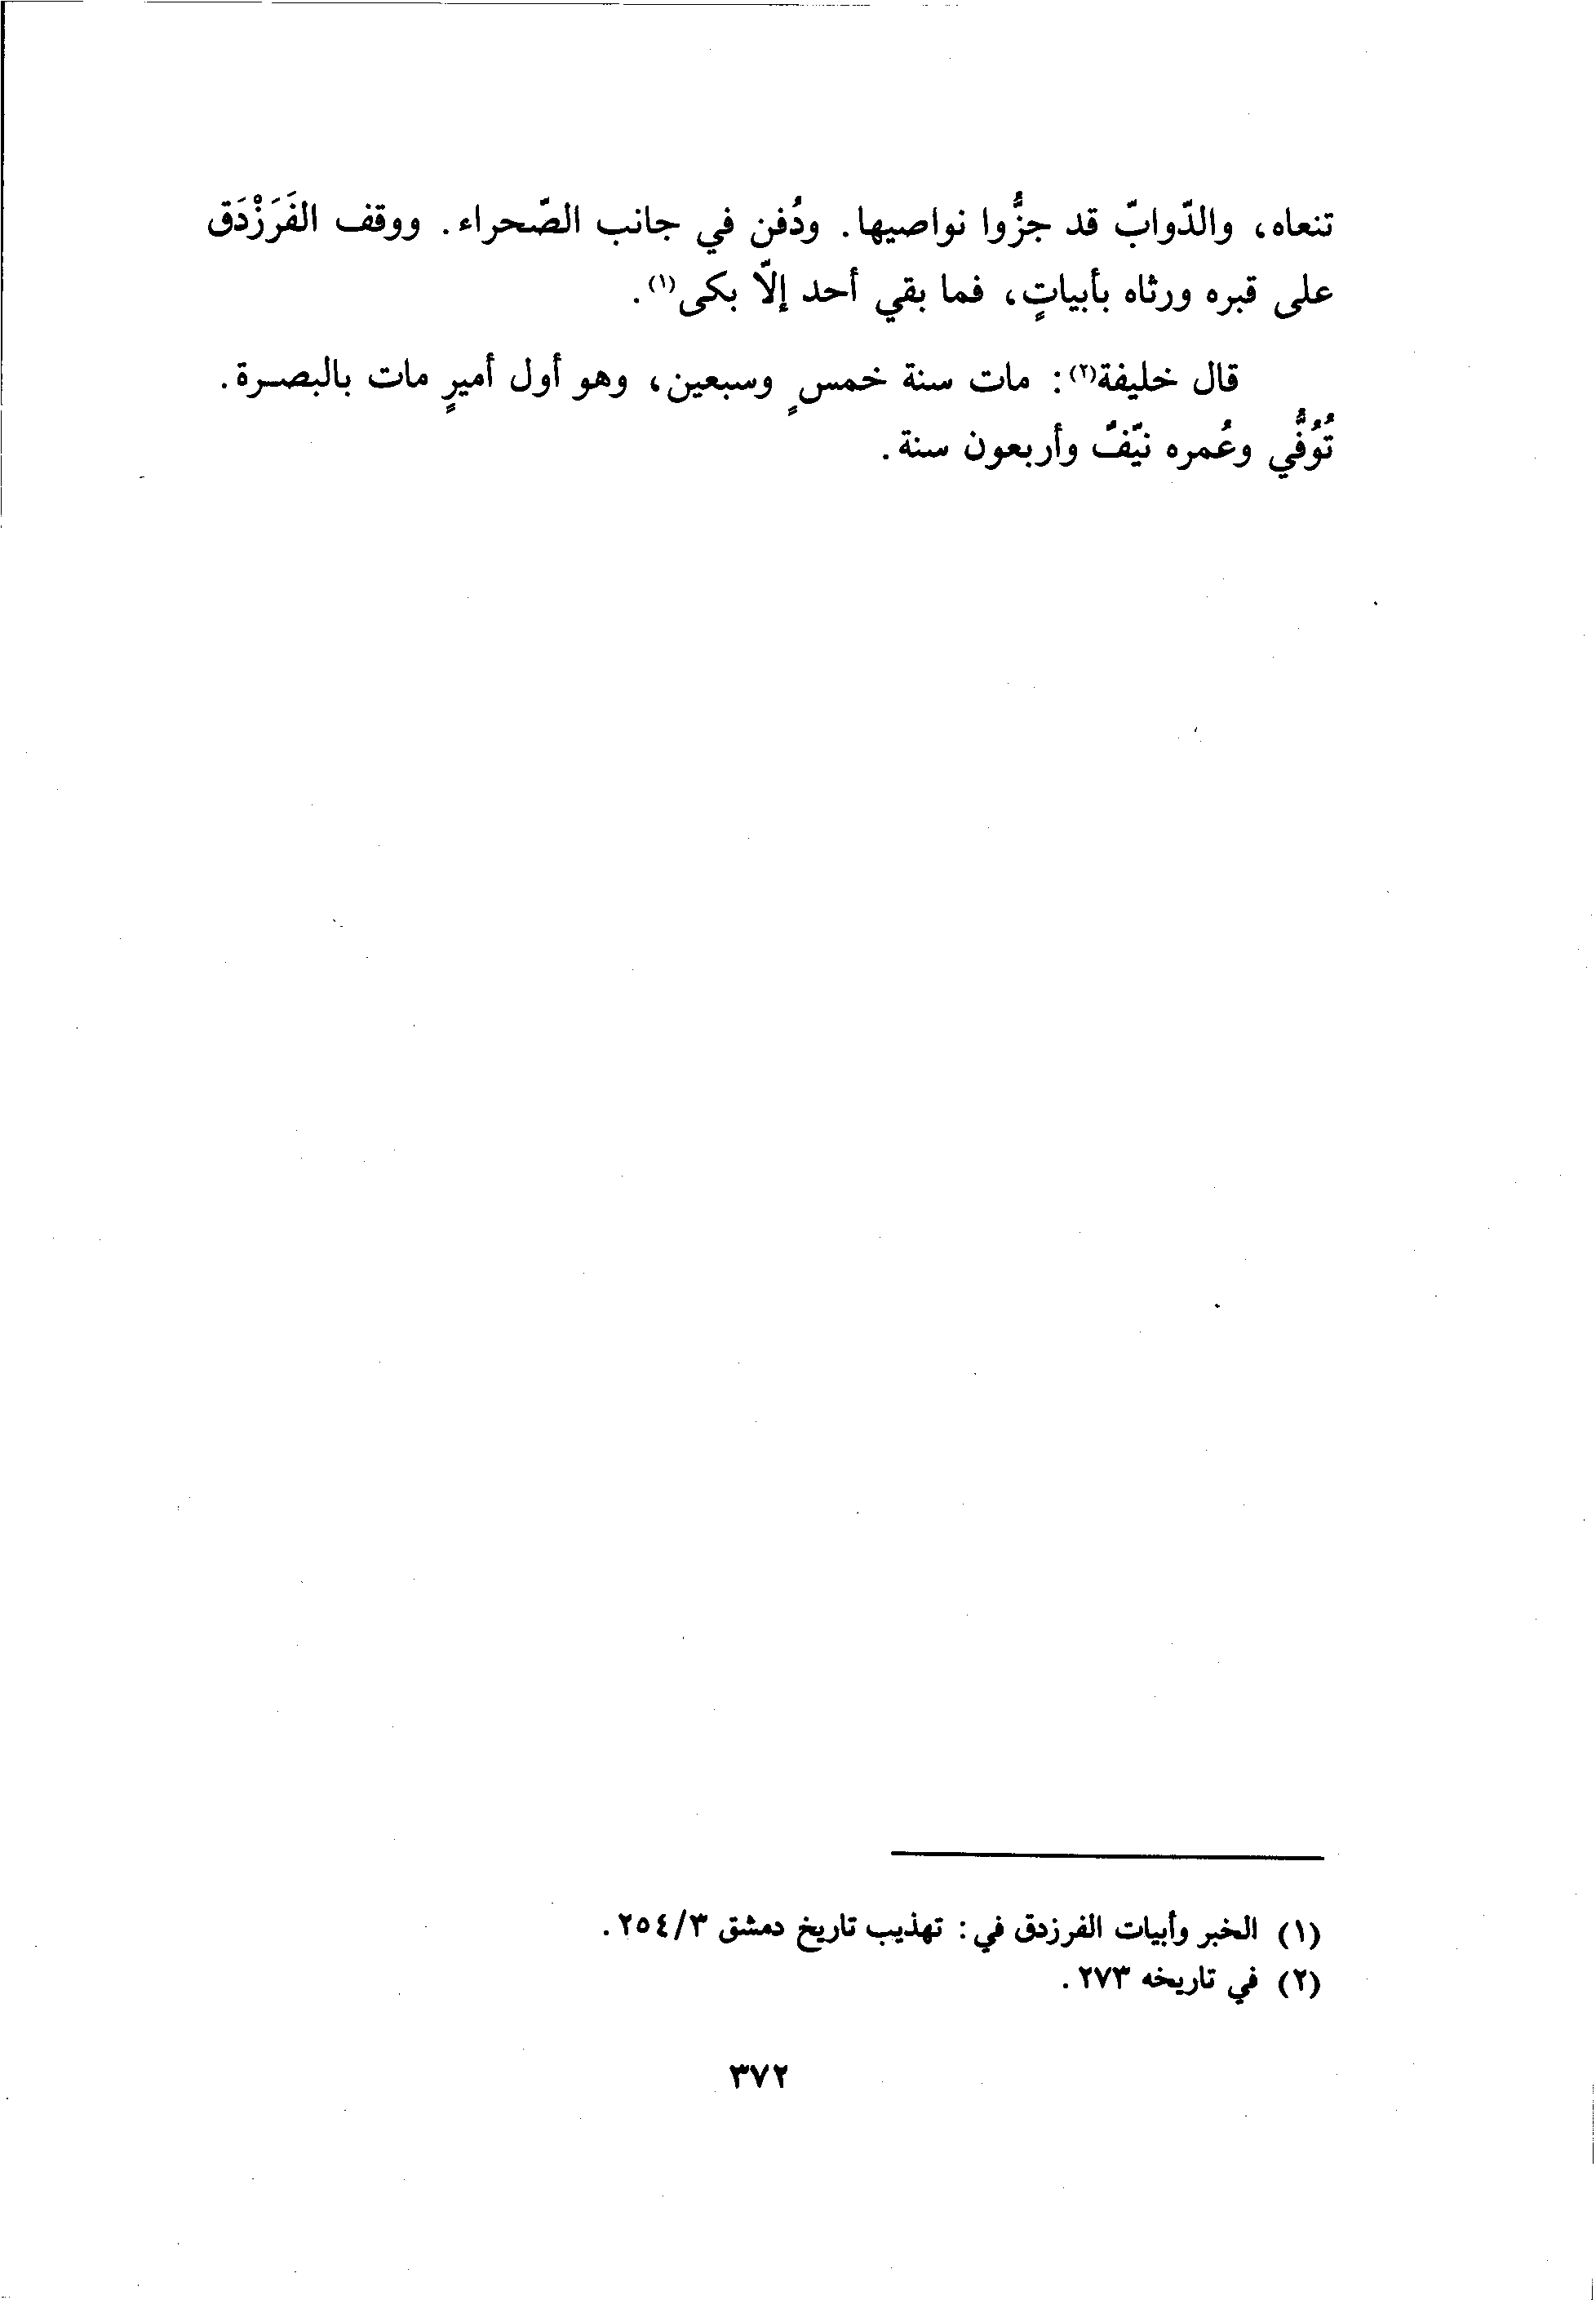 تنعاه، والدّوابّ قد جزُّوا نواصيها. ودُفن في جانب الصّحراء. ووقف الفَرَزْدَق
على قبره ورثاه بأبياتٍ، فما بقي أحد إلّا بكى(١).
قال خليفة(٢): مات سنة خمسٍ وسبعين، وهو أول أميرٍ مات بالبصرة.
تُوُفُّي وعُمره نيّفٌ وأربعون سنة.
(١) الخبر وأبيات الفرزدق في: تهذيب تاريخ دمشق ٢٥٤/٣.
(٢) في تاريخه ٢٧٣.
٣٧٢